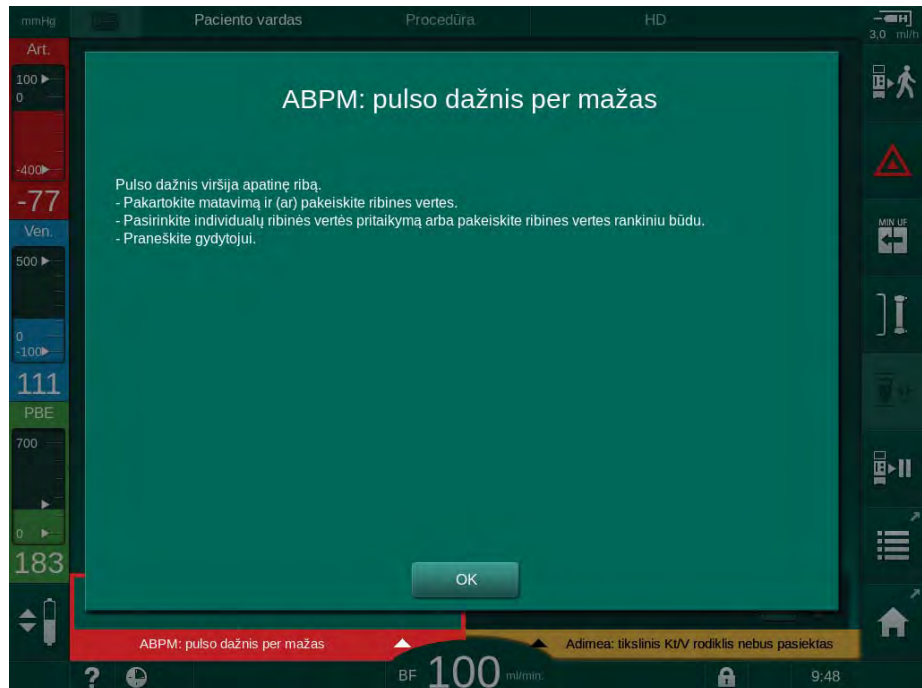 mmHg
Paciento vardas
Procedūra
HD
3,0 ml/h
Art.
100
0
-400
-77
Ven.
500
0
-100
111
PBE
700
0
183
ABPM: pulso dažnis per mažas
Pulso dažnis viršija apatinę ribą.
- Pakartokite matavimą ir (ar) pakeiskite ribines vertes.
- Pasirinkite individualų ribinės vertės pritaikymą arba pakeiskite ribines vertes rankiniu būdu.
- Praneškite gydytojui.
OK
MIN UF
ABPM: pulso dažnis per mažas
Adimea: tikslinis Kt/V rodiklis nebus pasiektas
?
BF 100 ml/min.
9:48